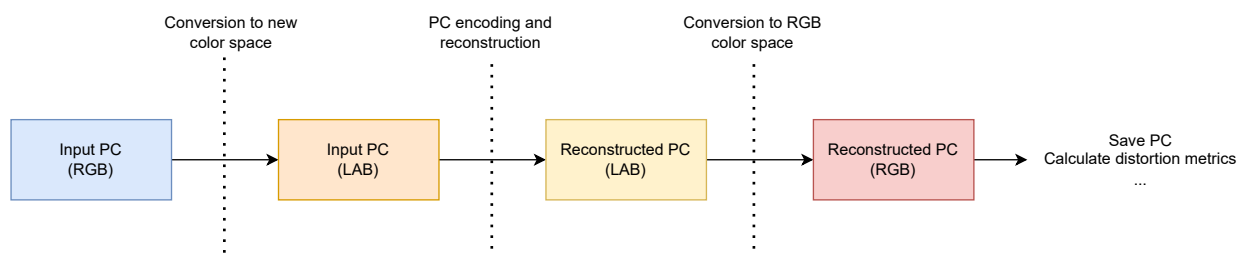 Conversion to new
color space
PC encoding and
reconstruction
Conversion to RGB
color space
Input PC
(RGB)
Input PC
(LAB)
Reconstructed PC
(LAB)
Reconstructed PC
(RGB)
Save PC
Calculate distortion metrics
...